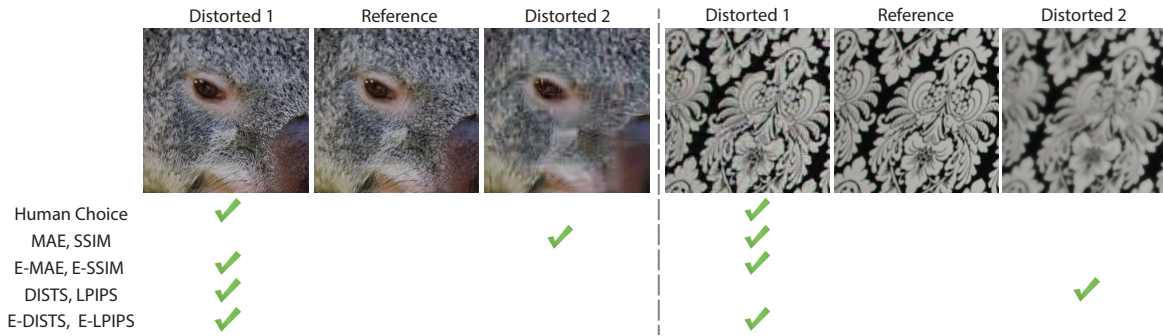 Distorted 1 Reference Distorted 2 Distorted 1 Reference Distorted 2
Human Choice
MAE, SSIM
E-MAE, E-SSIM
DISTS, LPIPS
E-DISTS, E-LPIPS